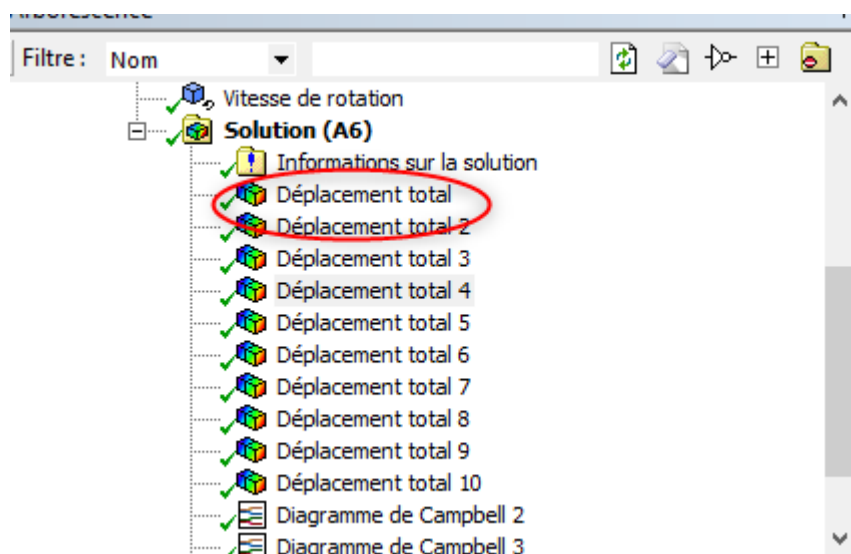 Arborescence
Filtre : Nom
Vitesse de rotation
Solution (A6)
Informations sur la solution
Déplacement total
Déplacement total 2
Déplacement total 3
Déplacement total 4
Déplacement total 5
Déplacement total 6
Déplacement total 7
Déplacement total 8
Déplacement total 9
Déplacement total 10
Diagramme de Campbell 2
Diagramme de Campbell 3